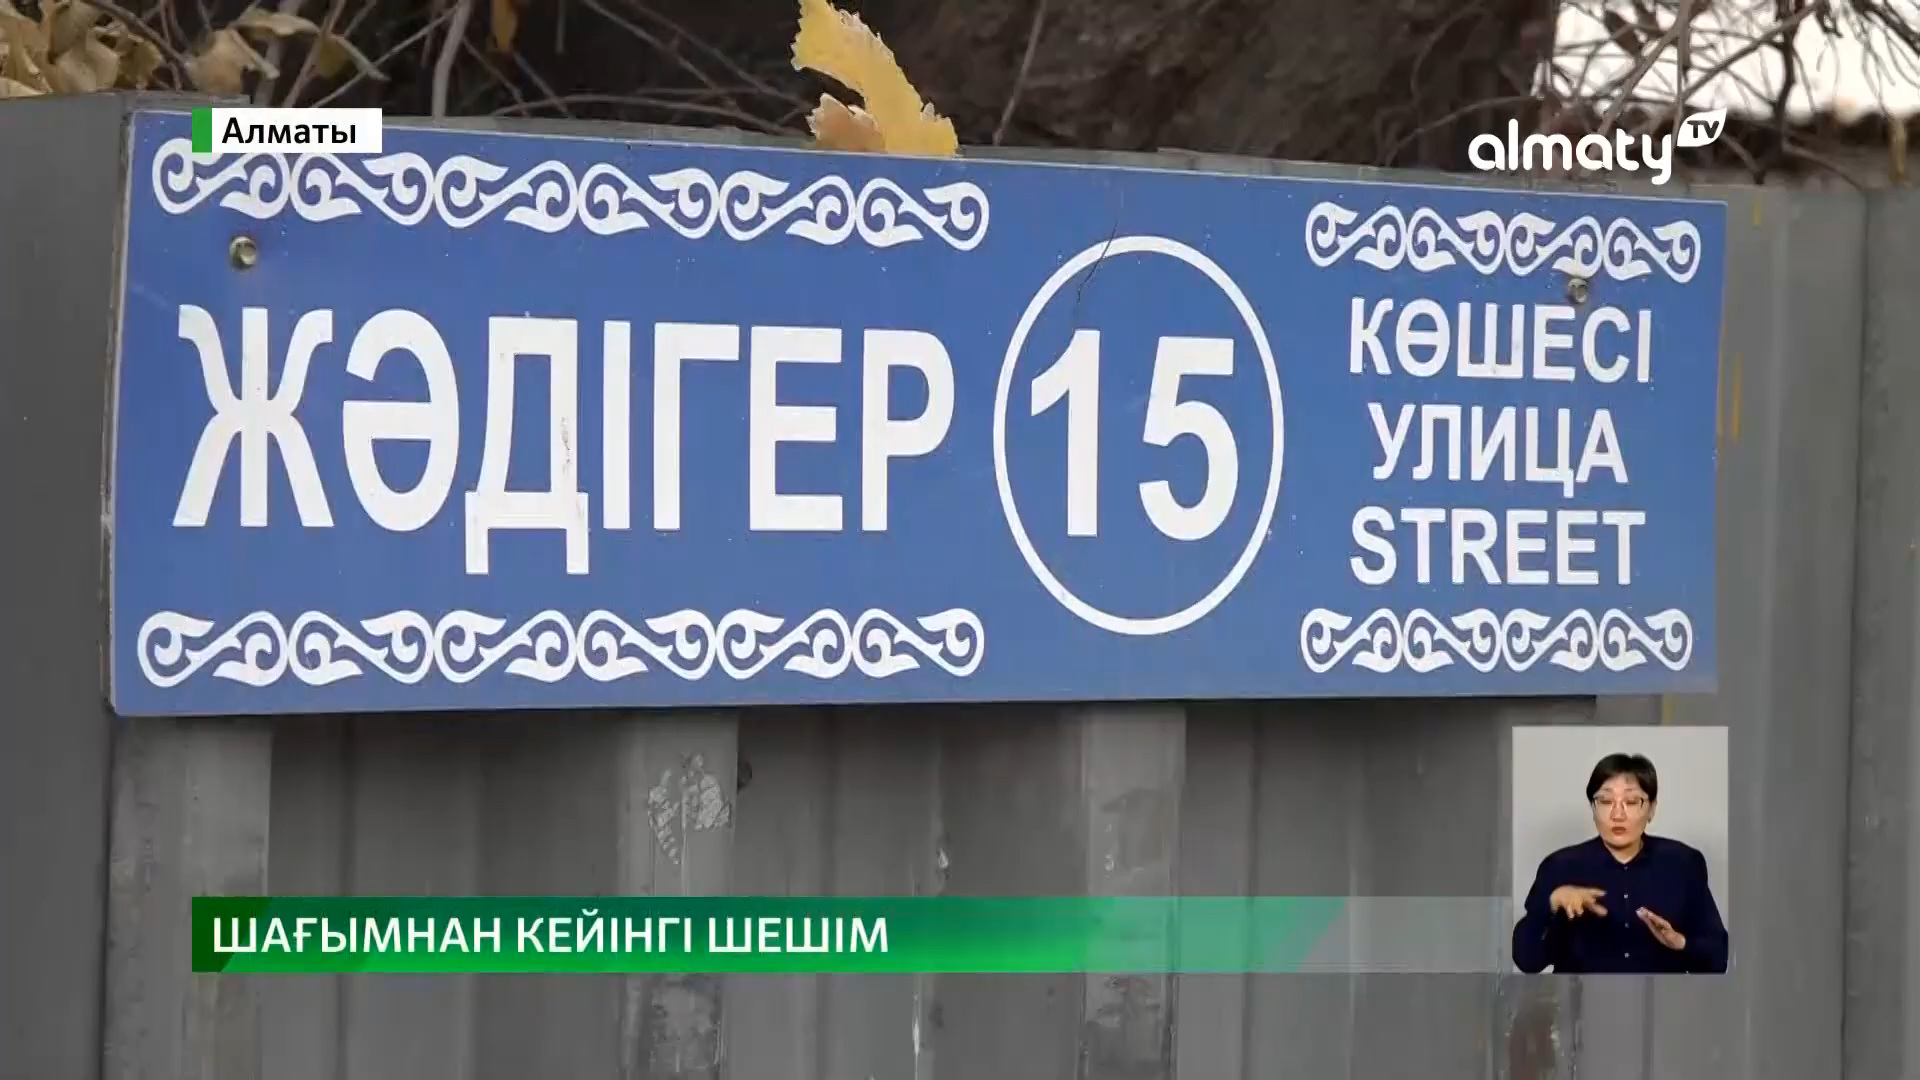 Алматы
almaty TV
ЖӘДІГЕР
15
КӨШЕСІ
УЛИЦА
STREET
ШАҒЫМНАН КЕЙІНГІ ШЕШІМ